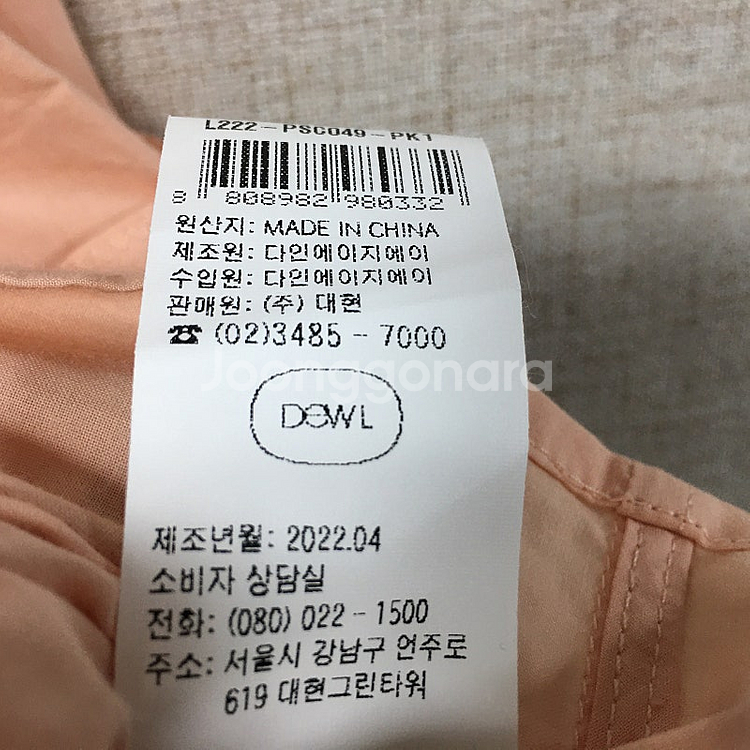 L222-PSC049-PK1
8 808982 980332
원산지: MADE IN CHINA
제조원: 다인에이지에이
수입원: 다인에이지에이
판매원: (주) 대현
☎ (02)3485 - 7000
Joonggonara
DEWL
제조년월: 2022.04
소비자 상담실
전화: (080) 022 - 1500
주소: 서울시 강남구 언주로
619 대현그린타워